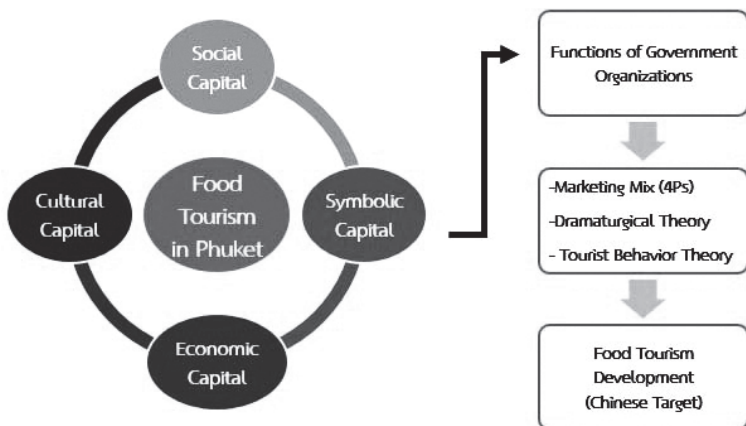 Social
Capital
Cultural
Capital
Food
Tourism
in Phuket
Symbolic
Capital
Economic
Capital
Functions of Government
Organizations
-Marketing Mix (4Ps)
-Dramaturgical Theory
- Tourist Behavior Theory
Food Tourism
Development
(Chinese Target)